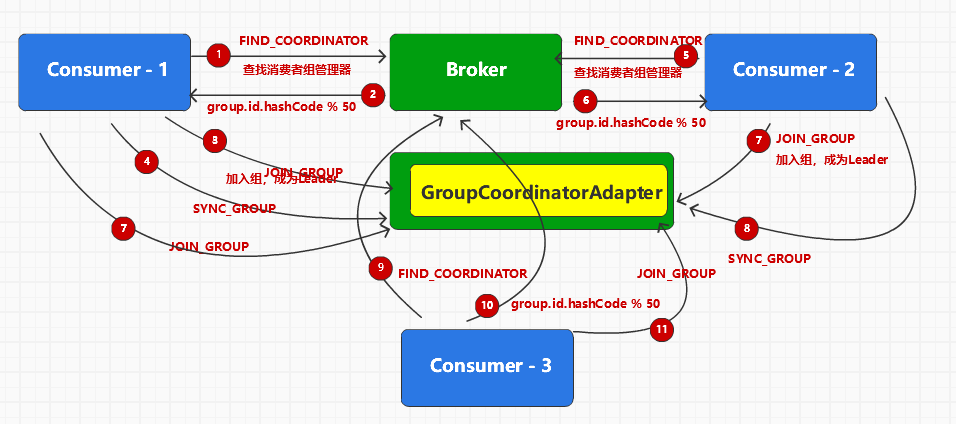 FIND_COORDINATOR
1
查找消费者组管理器
Consumer - 1
2
group.id.hashCode % 50
Broker
FIND_COORDINATOR
5
查找消费者组管理器
6
group.id.hashCode % 50
Consumer - 2
3
JOIN_GROUP
加入组，成为Leader
4
SYNC_GROUP
7
JOIN_GROUP
GroupCoordinatorAdapter
7
JOIN_GROUP
加入组，成为Leader
8
SYNC_GROUP
9
FIND_COORDINATOR
10
group.id.hashCode % 50
JOIN_GROUP
11
Consumer - 3